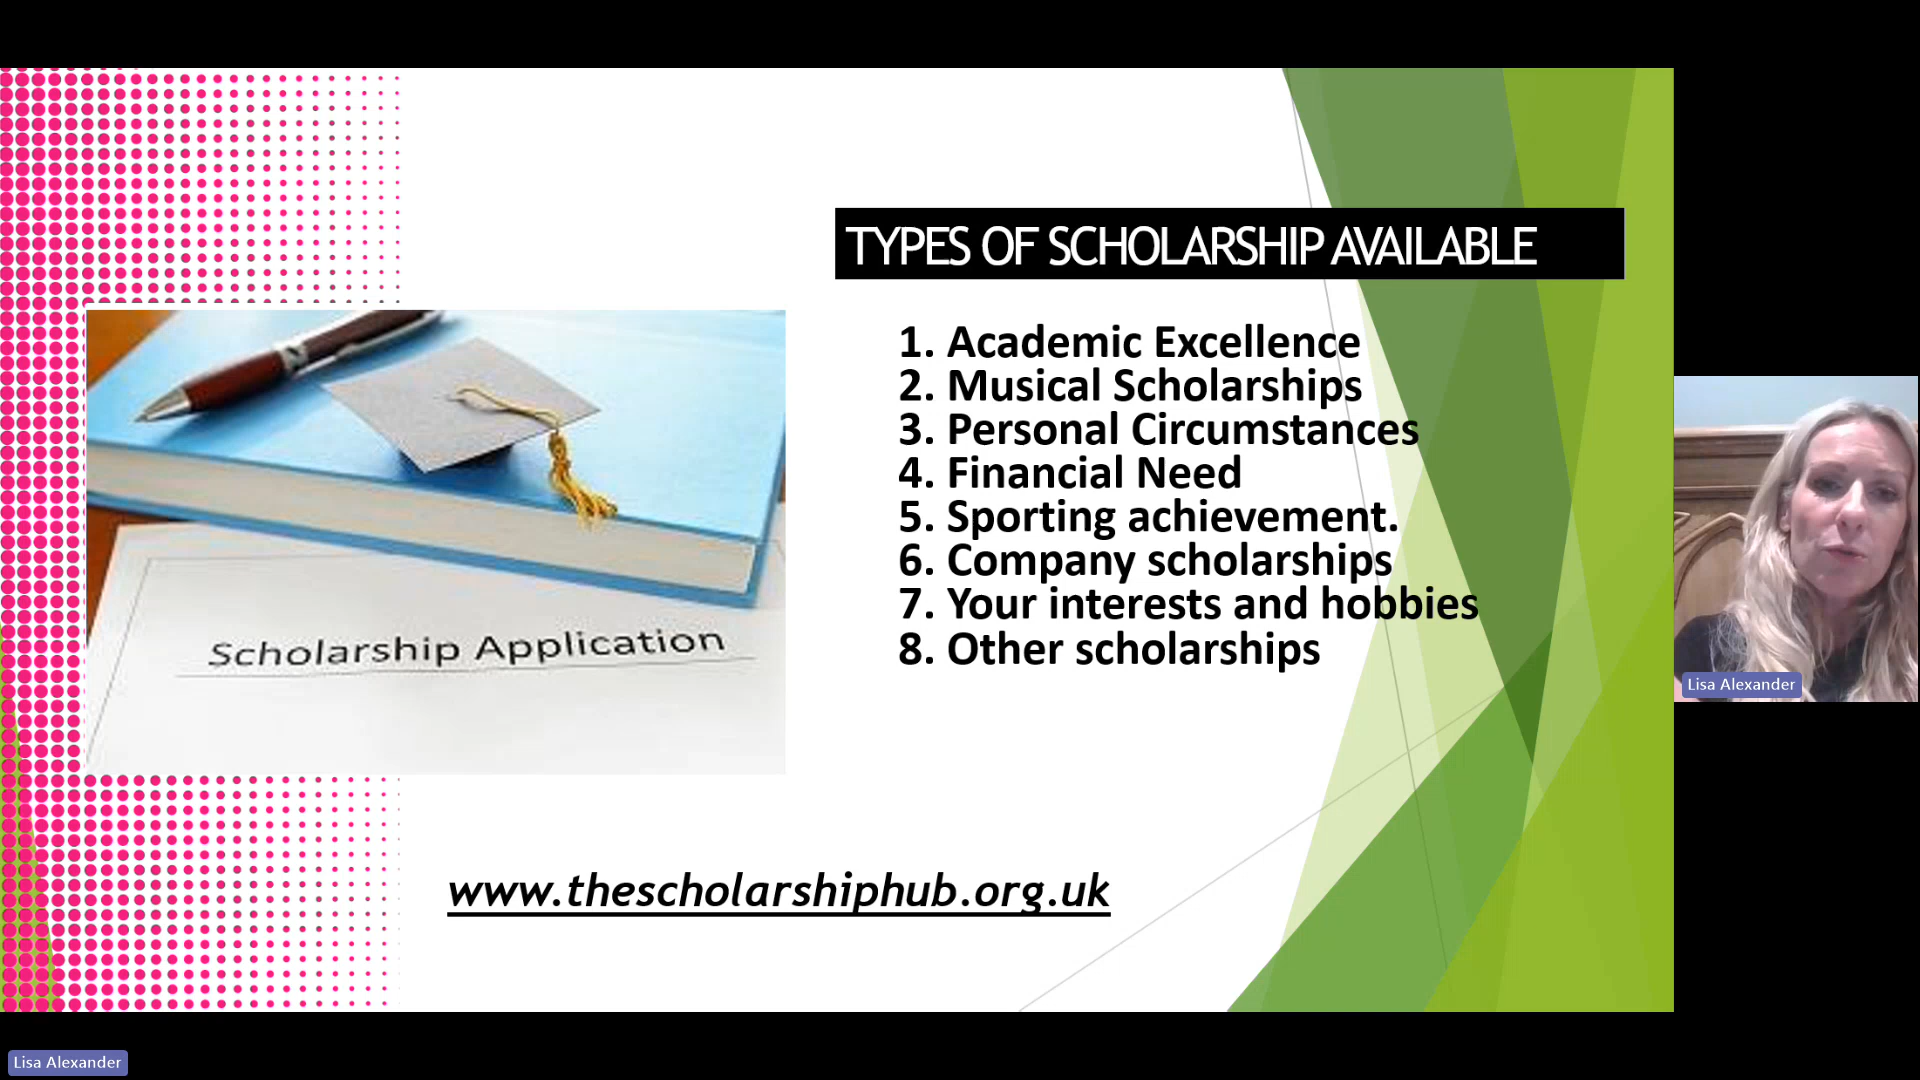 TYPES OF SCHOLARSHIP AVAILABLE
1. Academic Excellence
2. Musical Scholarships
3. Personal Circumstances
4. Financial Need
5. Sporting achievement.
6. Company scholarships
7. Your interests and hobbies
8. Other scholarships
Scholarship Application
www.thescholarshiphub.org.uk
Lisa Alexander
Lisa Alexander